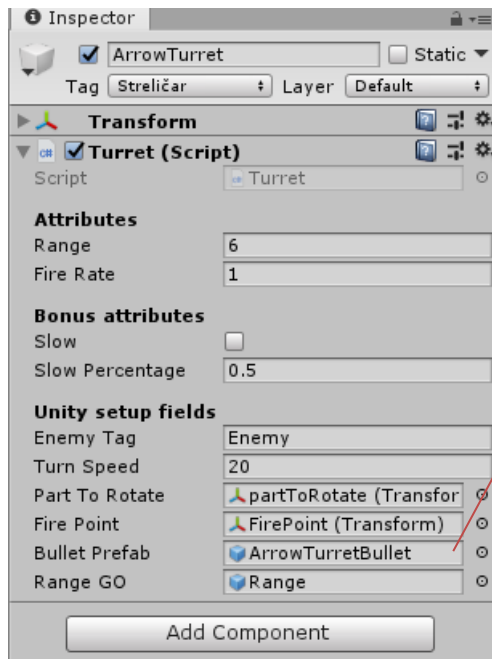 Inspector
ArrowTurret Static
Tag Streličar Layer Default
Transform
c# Turret (Script)
Script Turret
Attributes
Range 6
Fire Rate 1
Bonus attributes
Slow
Slow Percentage 0.5
Unity setup fields
Enemy Tag Enemy
Turn Speed 20
Part To Rotate partToRotate (Transfor
Fire Point FirePoint (Transform)
Bullet Prefab ArrowTurretBullet
Range GO Range
Add Component